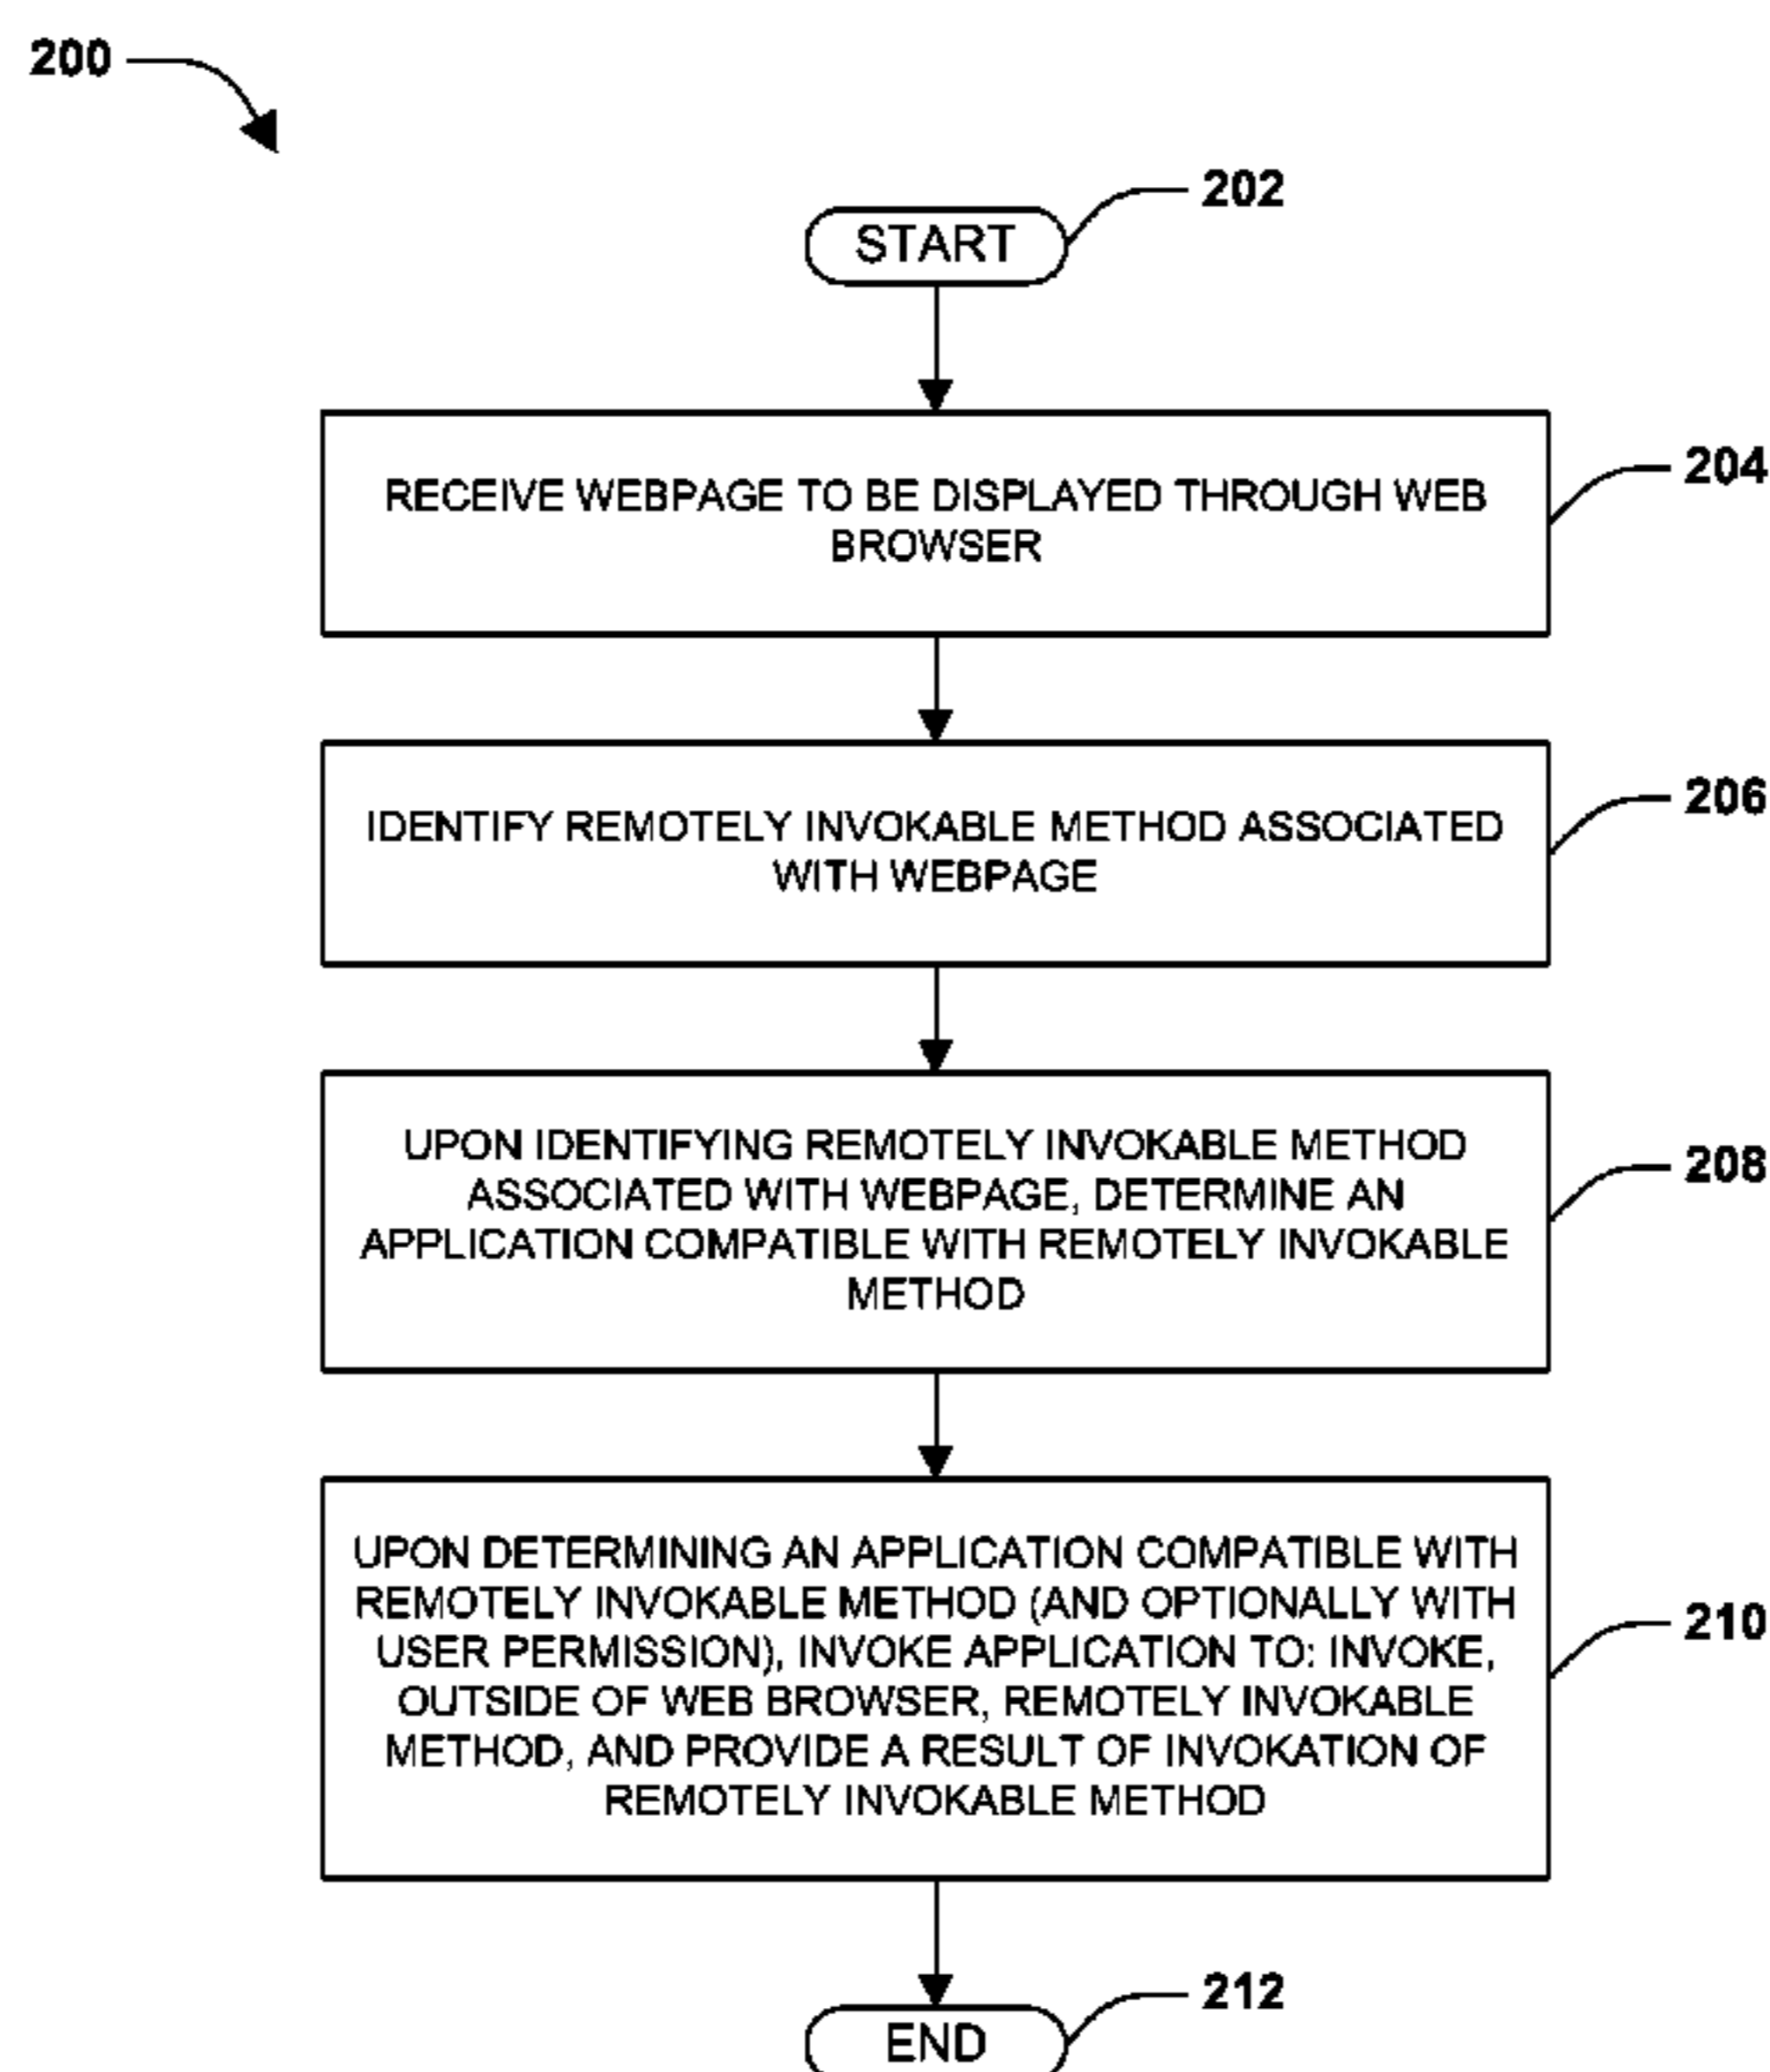 200
202
START
RECEIVE WEBPAGE TO BE DISPLAYED THROUGH WEB
BROWSER
204
IDENTIFY REMOTELY INVOKABLE METHOD ASSOCIATED
WITH WEBPAGE
206
UPON IDENTIFYING REMOTELY INVOKABLE METHOD
ASSOCIATED WITH WEBPAGE, DETERMINE AN
APPLICATION COMPATIBLE WITH REMOTELY INVOKABLE
METHOD
208
UPON DETERMINING AN APPLICATION COMPATIBLE WITH
REMOTELY INVOKABLE METHOD (AND OPTIONALLY WITH
USER PERMISSION), INVOKE APPLICATION TO: INVOKE,
OUTSIDE OF WEB BROWSER, REMOTELY INVOKABLE
METHOD, AND PROVIDE A RESULT OF INVOKATION OF
REMOTELY INVOKABLE METHOD
210
212
END